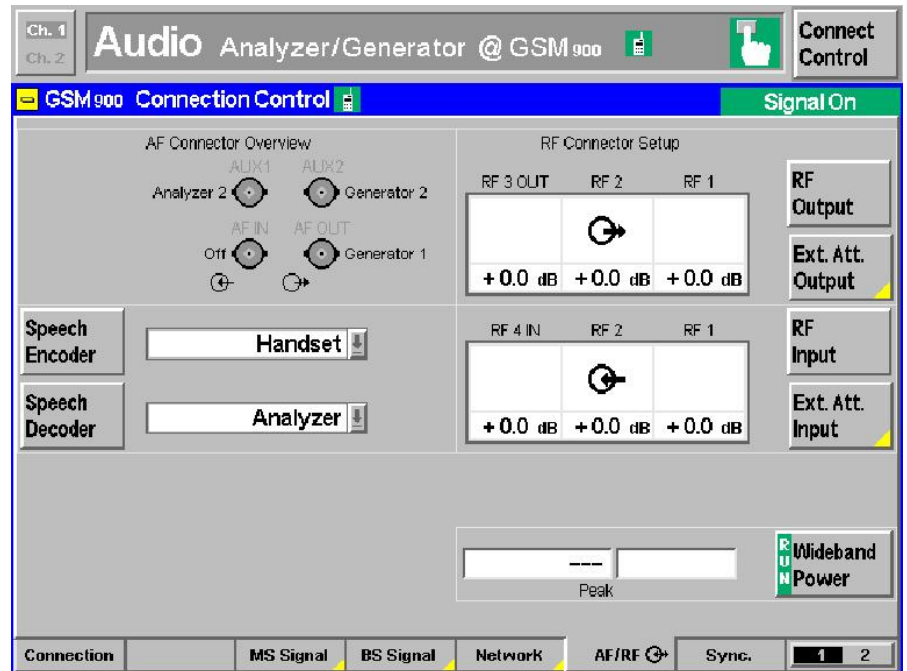 Ch. 1
Ch. 2
Audio Analyzer/Generator @ GSM 900
Connect Control
GSM 900 Connection Control
Signal On
AF Connector Overview
AUX1 AUX2
Analyzer 2 Generator 2
AF IN AF OUT
Off Generator 1
RF Connector Setup
RF 3 OUT RF 2 RF 1
+0.0 dB +0.0 dB +0.0 dB
RF Output
Ext. Att. Output
Speech Encoder
Handset
Speech Decoder
Analyzer
RF 4 IN RF 2 RF 1
+0.0 dB +0.0 dB +0.0 dB
RF Input
Ext. Att. Input
---
Peak
RUN
Wideband Power
Connection MS Signal BS Signal Network AF/RF Sync. 1 2